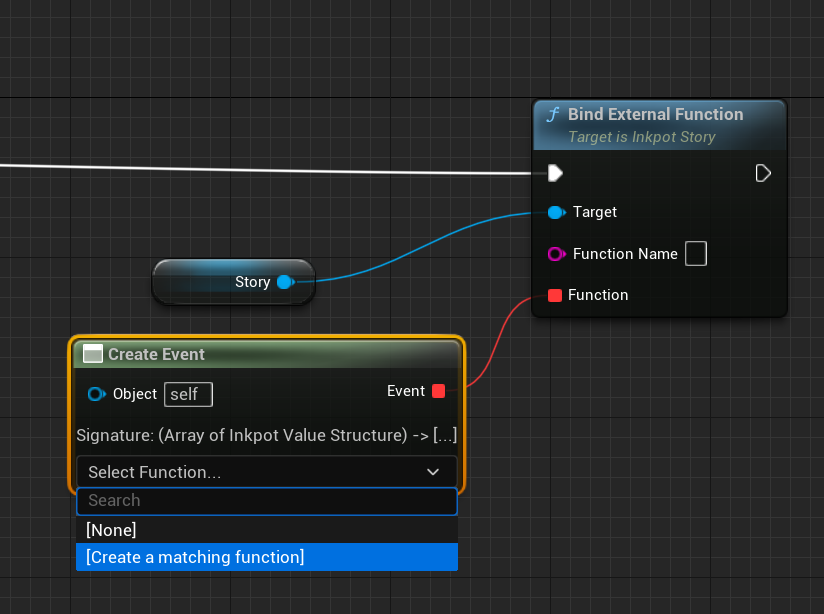 f Bind External Function
Target is Inkpot Story
Target
Function Name
Story
Function
Create Event
Object self
Event
Signature: (Array of Inkpot Value Structure) -> [...]
Select Function...
Search
[None]
[Create a matching function]